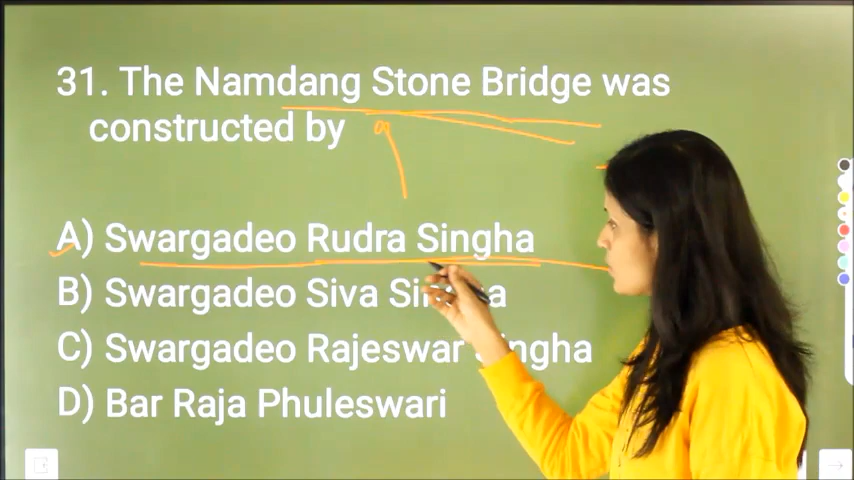 31. The Namdang Stone Bridge was
constructed by
A) Swargadeo Rudra Singha
B) Swargadeo Siva
C) Swargadeo Rajeswar
D) Bar Raja Phuleswari